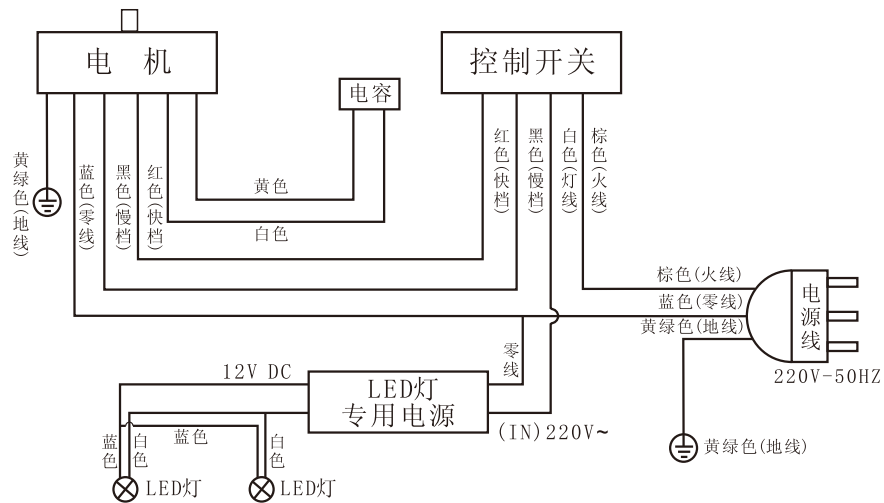 电 机
控制开关
电容
黄绿色(地线)
蓝色(零线)
黑色(慢档)
红色(快档)
黄色
白色
红色(快档)
黑色(慢档)
白色(灯线)
棕色(火线)
棕色(火线)
蓝色(零线)
黄绿色(地线)
电源线
220V-50HZ
零线
12V DC
LED灯
专用电源
(IN)220V~
蓝色
白色
蓝色
白色
LED灯
LED灯
黄绿色(地线)